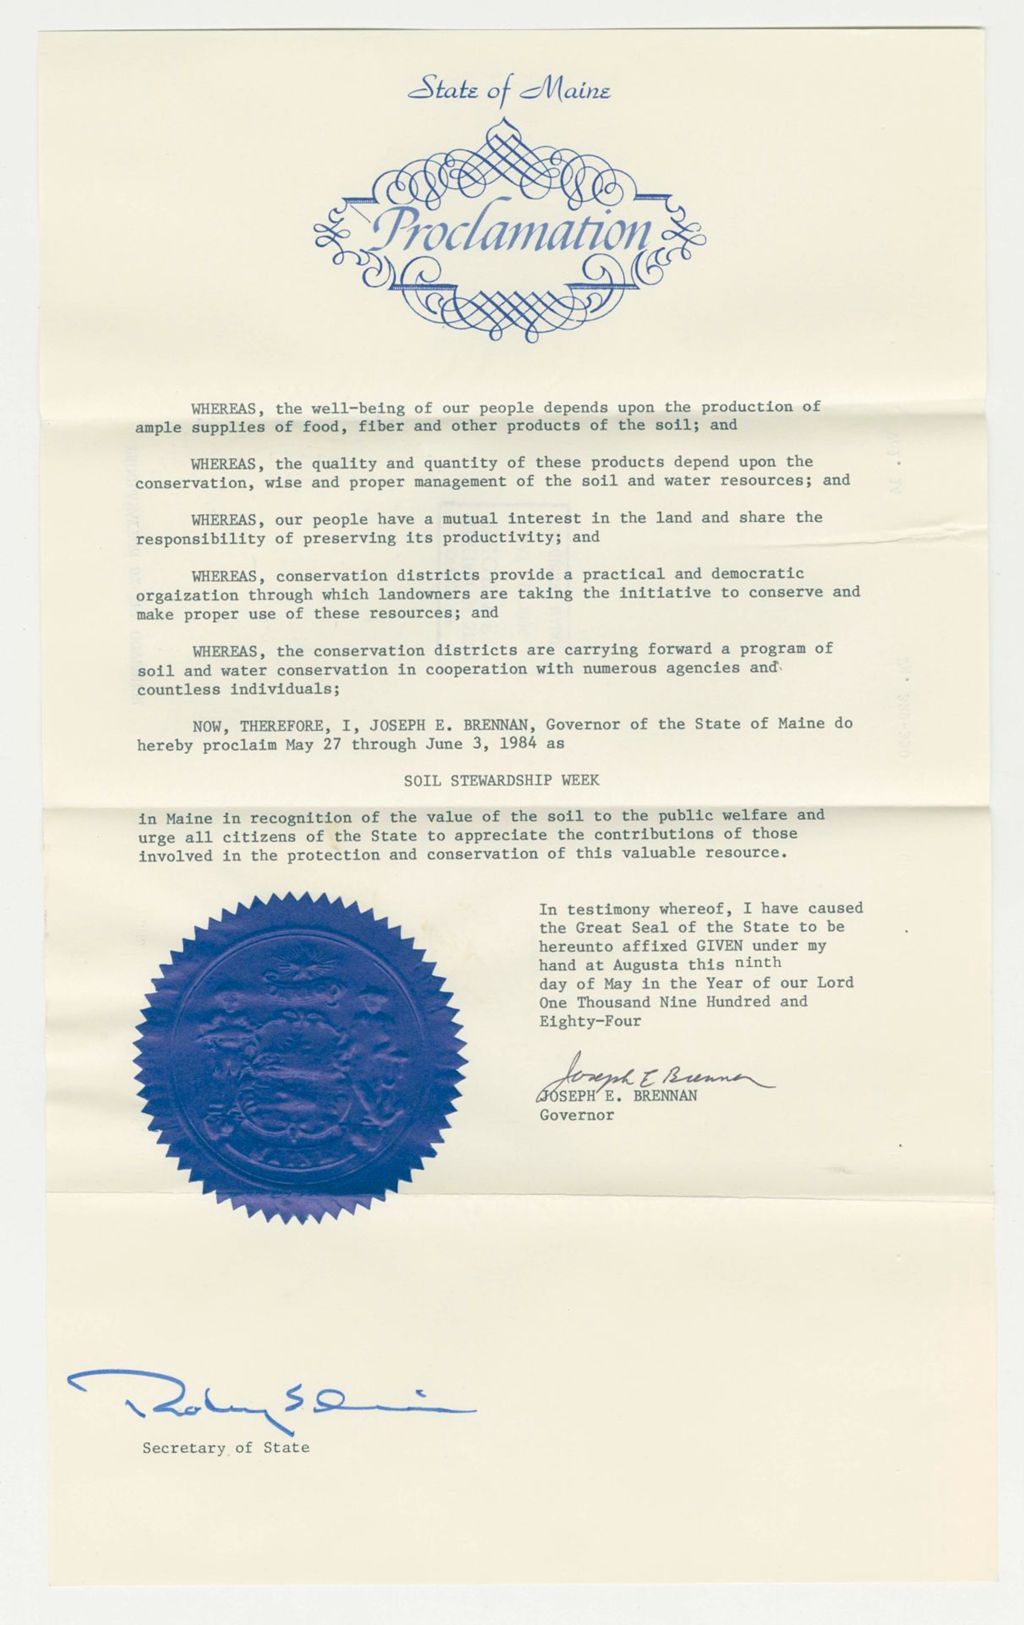 State of Maine
Proclamation
WHEREAS, the well-being of our people depends upon the production of
ample supplies of food, fiber and other products of the soil; and
WHEREAS, the quality and quantity of these products depend upon the
conservation, wise and proper management of the soil and water resources; and
WHEREAS, our people have a mutual interest in the land and share the
responsibility of preserving its productivity; and
WHEREAS, conservation districts provide a practical and democratic
orgaization through which landowners are taking the initiative to conserve and
make proper use of these resources; and
WHEREAS, the conservation districts are carrying forward a program of
soil and water conservation in cooperation with numerous agencies and
countless individuals;
NOW, THEREFORE, I, JOSEPH E. BRENNAN, Governor of the State of Maine do
hereby proclaim May 27 through June 3, 1984 as
SOIL STEWARDSHIP WEEK
in Maine in recognition of the value of the soil to the public welfare and
urge all citizens of the State to appreciate the contributions of those
involved in the protection and conservation of this valuable resource.
In testimony whereof, I have caused
the Great Seal of the State to be
hereunto affixed GIVEN under my
hand at Augusta this ninth
day of May in the Year of our Lord
One Thousand Nine Hundred and
Eighty-Four
Joseph E Brennan
JOSEPH E. BRENNAN
Governor
Secretary of State